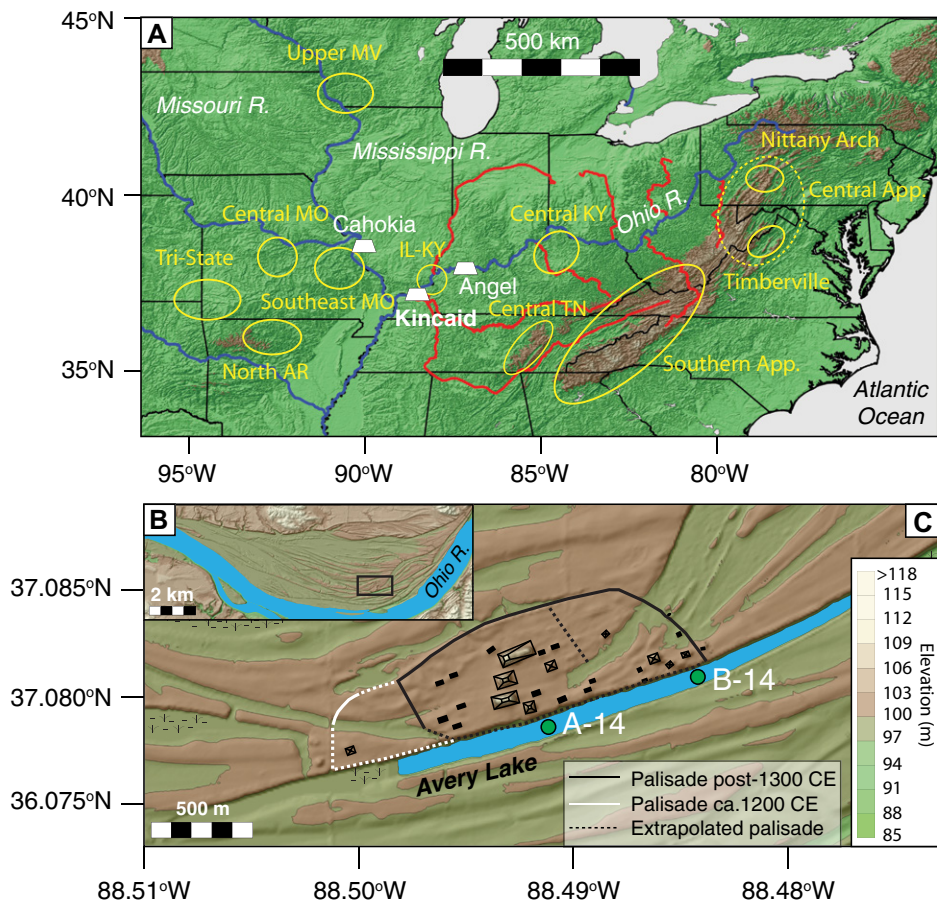 45°N
A
Upper MV
500 km
Missouri R.
Mississippi R.
Nittany Arch
40°N
Central MO
Cahokia
Central KY
Ohio R.
Central App.
Tri-State
IL-KY
Angel
Timberville
Southeast MO
Kincaid
Central TN
North AR
35°N
Southern App.
Atlantic
Ocean
95°W
90°W
85°W
80°W
B
C
Ohio R.
2 km
37.085°N
37.080°N
36.075°N
B-14
A-14
Avery Lake
500 m
Palisade post-1300 CE
Palisade ca.1200 CE
Extrapolated palisade
>118
115
112
109
106
103
100
97
94
91
88
85
Elevation (m)
88.51°W
88.50°W
88.49°W
88.48°W